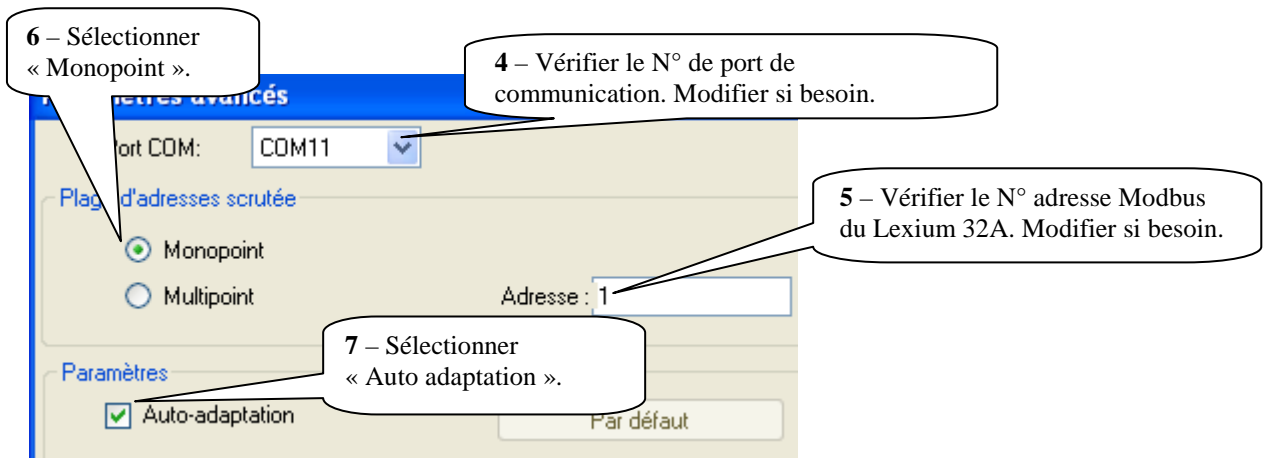 6 – Sélectionner
« Monopoint ».
4 – Vérifier le N° de port de
communication. Modifier si besoin.
avancés
Port COM: COM11
Plage d'adresses scrutée
5 – Vérifier le N° adresse Modbus
du Lexium 32A. Modifier si besoin.
Monopoint
Multipoint Adresse : 1
7 – Sélectionner
« Auto adaptation ».
Paramètres
Auto-adaptation Par défaut